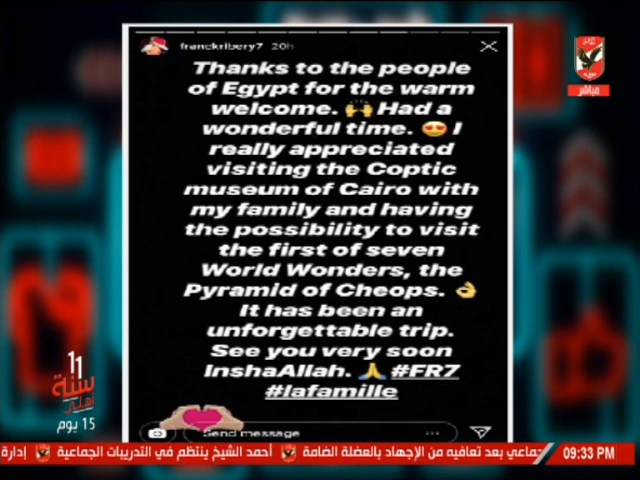 franckribery7 20h
Thanks to the people
of Egypt for the warm
welcome. 🙌 Had a
wonderful time. 😍 I
really appreciated
visiting the Coptic
museum of Cairo with
my family and having
the possibility to visit
the first of seven
World Wonders, the
Pyramid of Cheops. 👌
It has been an
unforgettable trip.
See you very soon
InshaAllah. 🙏 #FR7
#lafamille
Send message
مباشر
11
سنة
أهلي
15 يوم
ماعي بعد تعافيه من الإجهاد بالعضلة الضامة
أحمد الشيخ ينتظم في التدريبات الجماعية
إدارة
09:33 PM